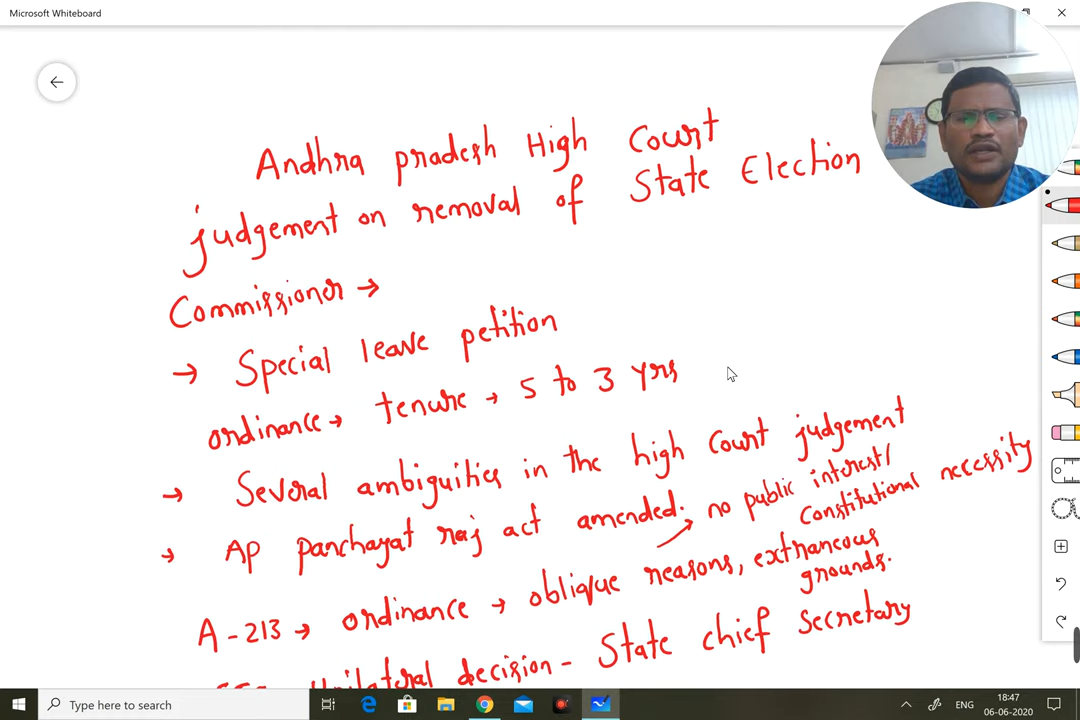 Microsoft Whiteboard
Andhra pradesh High Court
judgement on removal of State Election
Commissioner →
→ Special leave petition
ordinance → tenure → 5 to 3 yrs
→ Several ambiguities in the high Court judgement
→ AP panchayat raj act amended. → no public interest/
constitutional necessity
A-213 → ordinance → oblique reasons, extraneous
grounds.
unilateral decision - State chief Secretary
Type here to search
ENG
18:47
06-06-2020